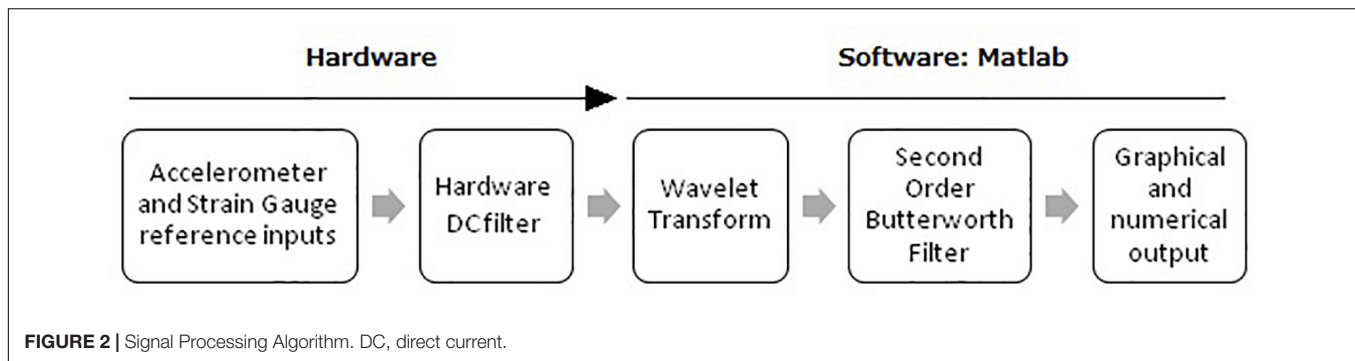 Hardware
Software: Matlab
Accelerometer
and Strain Gauge
reference inputs
Hardware
DCfilter
Wavelet
Transform
Second
Order
Butterworth
Filter
Graphical
and
numerical
output
FIGURE 2 | Signal Processing Algorithm. DC, direct current.